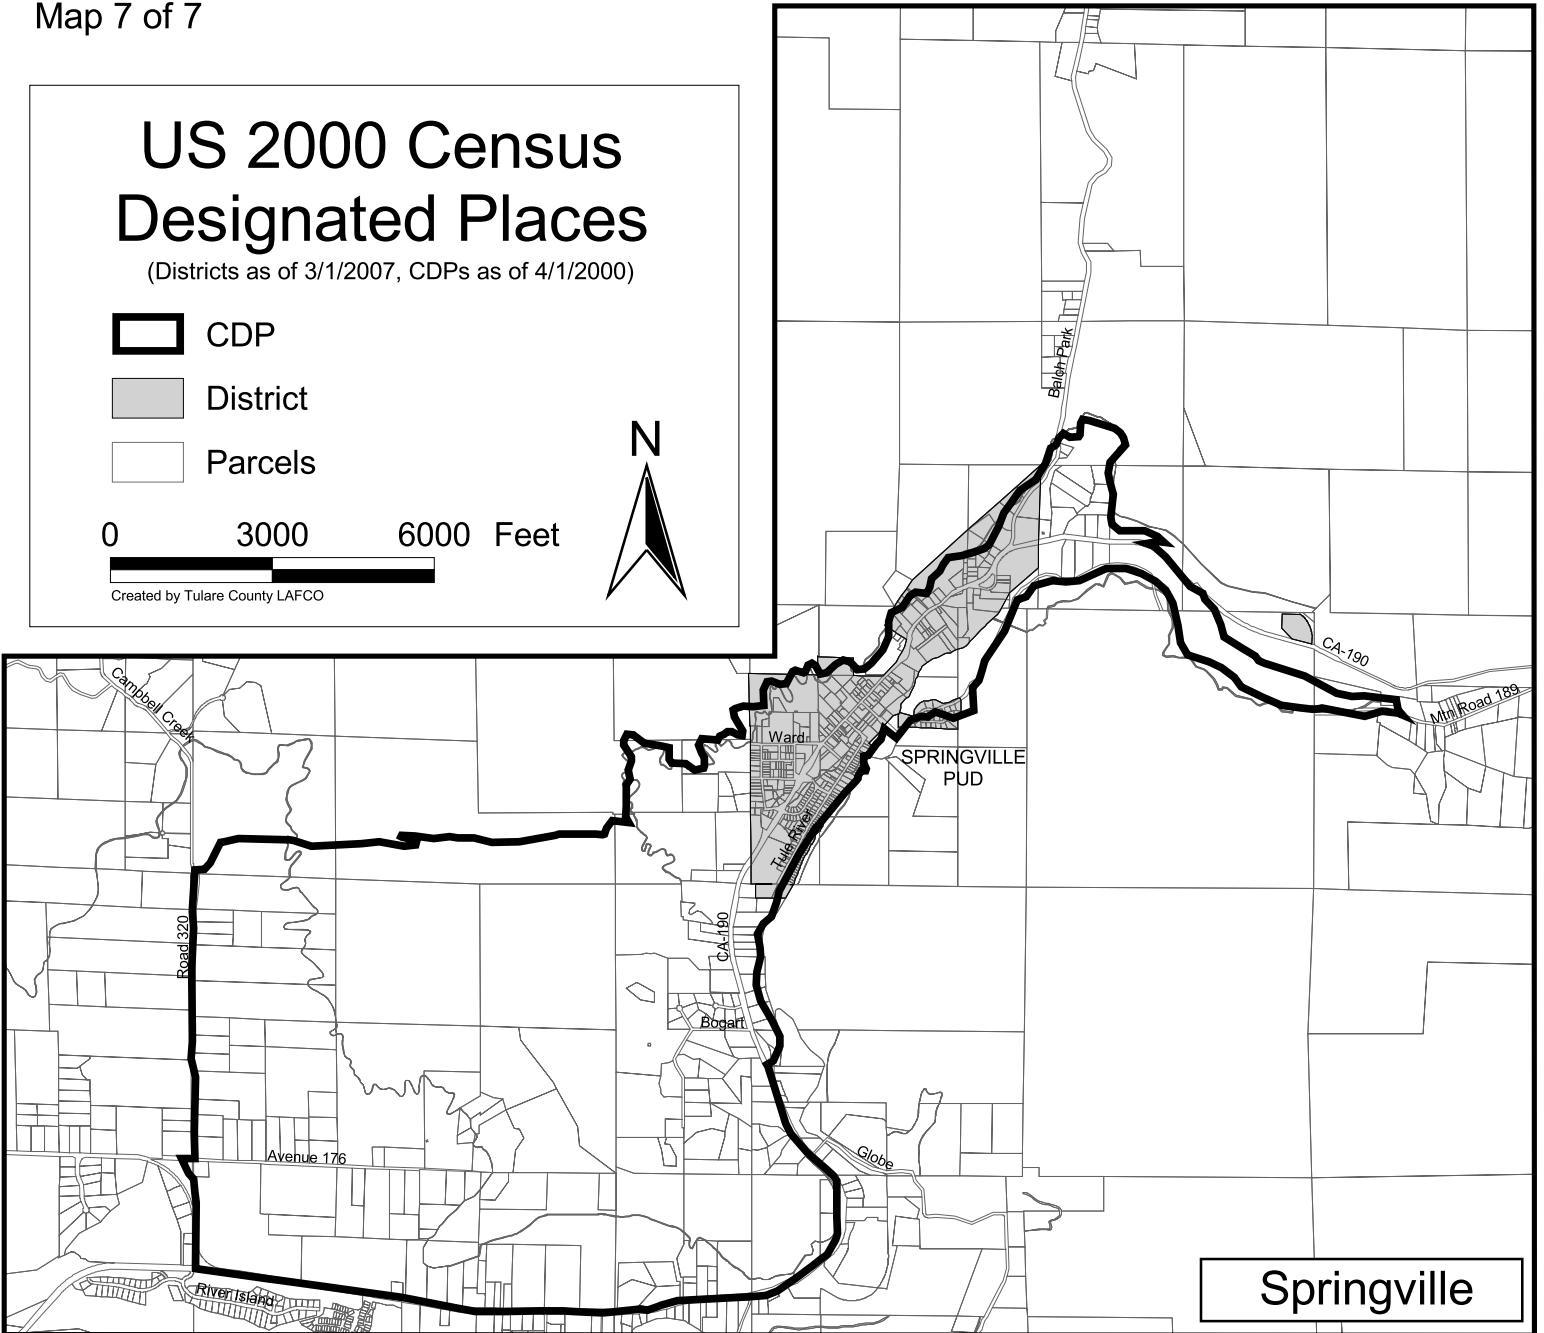 Map 7 of 7
US 2000 Census
Designated Places
(Districts as of 3/1/2007, CDPs as of 4/1/2000)
CDP
District
Parcels
N
0 3000 6000 Feet
Created by Tulare County LAFCO
Balch Park
CA-190
Mtn Road 189
Campbell Creek
Ward
SPRINGVILLE
PUD
Tule River
Road 320
CA-190
Bogart
Avenue 176
Globe
River Island
Springville